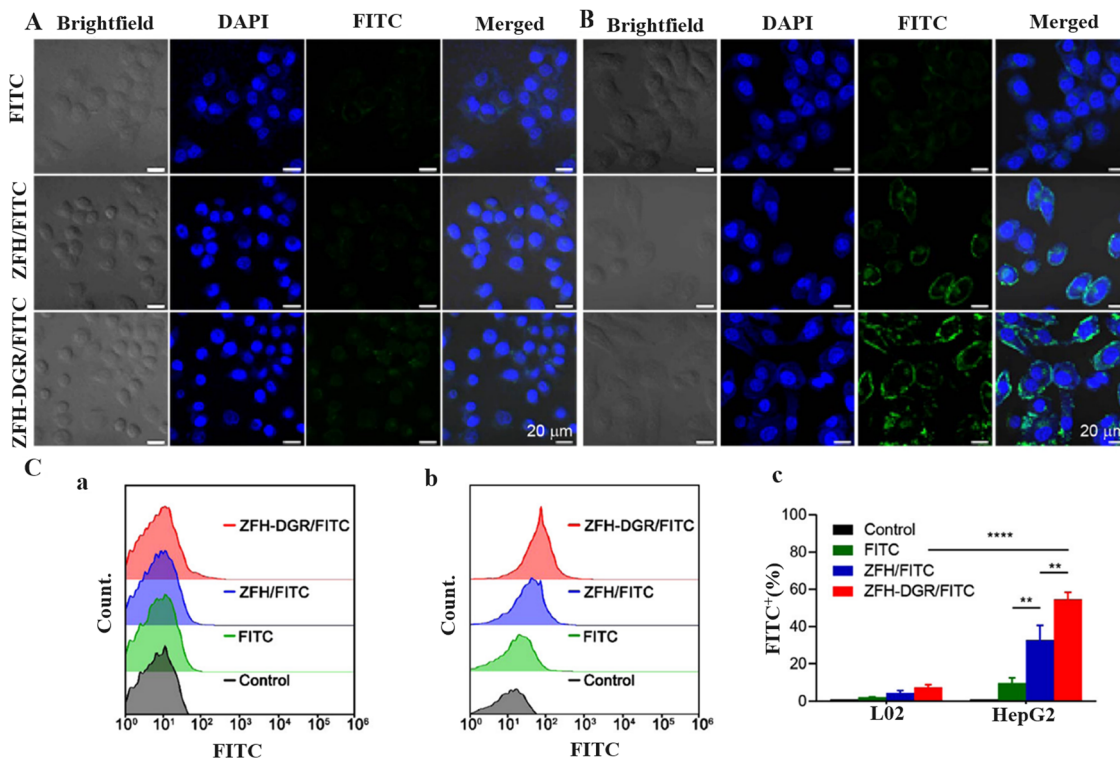 A Brightfield DAPI FITC Merged B Brightfield DAPI FITC Merged
FITC
ZFH/FITC
ZFH-DGR/FITC
20 μm 20 μm
C
a
ZFH-DGR/FITC
ZFH/FITC
FITC
Control
Count.
10⁰ 10¹ 10² 10³ 10⁴ 10⁵ 10⁶
FITC
b
ZFH-DGR/FITC
ZFH/FITC
FITC
Control
Count.
10⁰ 10¹ 10² 10³ 10⁴ 10⁵ 10⁶
FITC
c
100
80
60
40
20
0
FITC⁺(%)
Control
FITC
ZFH/FITC
ZFH-DGR/FITC
****
**
**
L02 HepG2